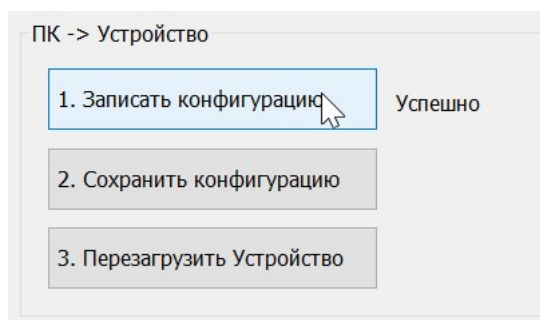 ПК -> Устройство
1. Записать конфигурацию
Успешно
2. Сохранить конфигурацию
3. Перезагрузить Устройство